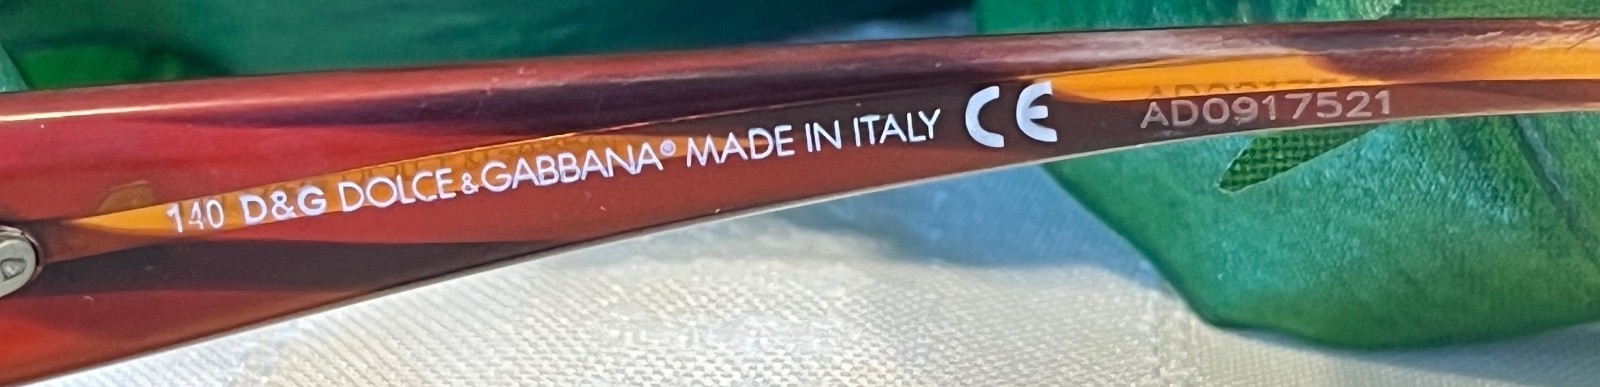 140 D&G DOLCE&GABBANA® MADE IN ITALY CE AD0917521